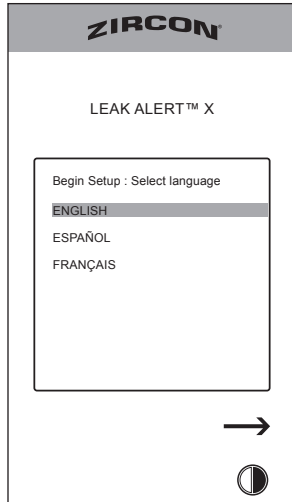 ZIRCON®
LEAK ALERT™ X
Begin Setup : Select language
ENGLISH
ESPAÑOL
FRANÇAIS